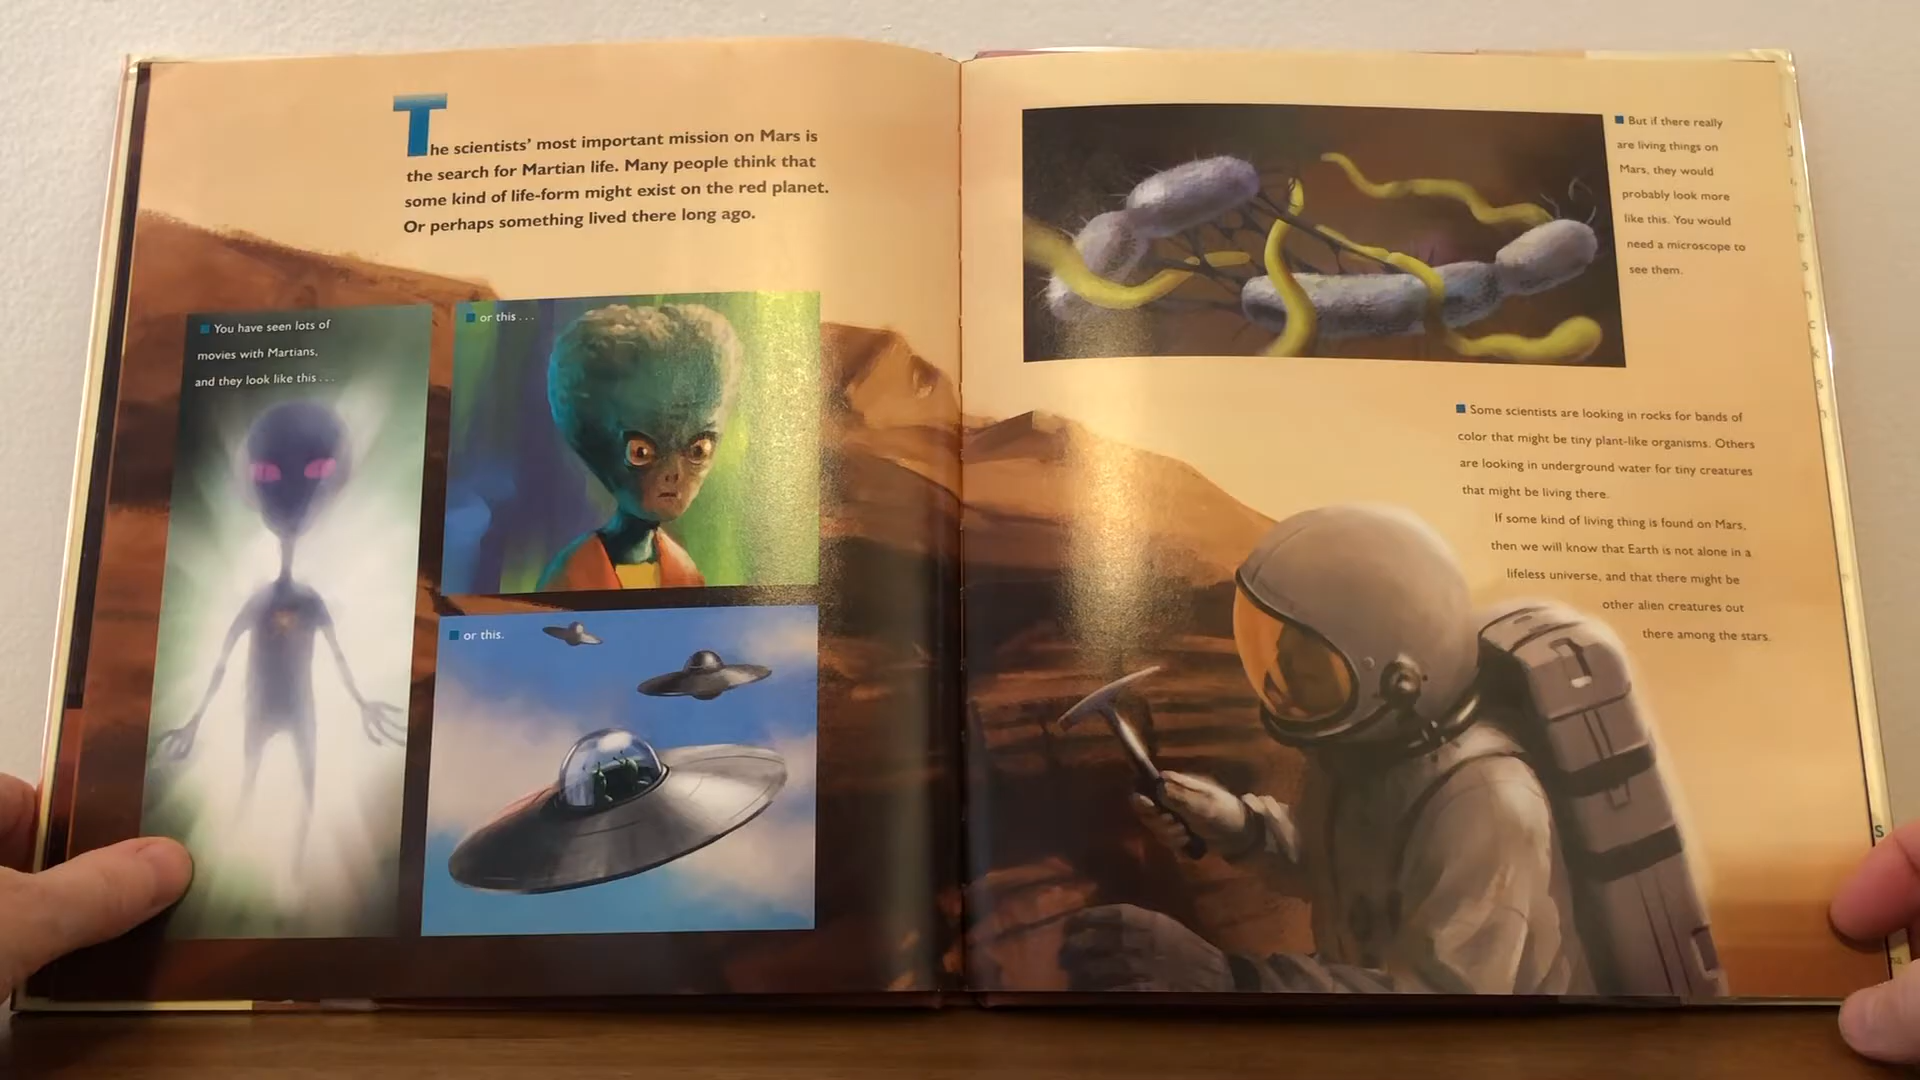 The scientists' most important mission on Mars is
the search for Martian life. Many people think that
some kind of life-form might exist on the red planet.
Or perhaps something lived there long ago.
You have seen lots of
movies with Martians,
and they look like this . . .
or this . . .
or this.
But if there really
are living things on
Mars, they would
probably look more
like this. You would
need a microscope to
see them.
Some scientists are looking in rocks for bands of
color that might be tiny plant-like organisms. Others
are looking in underground water for tiny creatures
that might be living there.
If some kind of living thing is found on Mars,
then we will know that Earth is not alone in a
lifeless universe, and that there might be
other alien creatures out
there among the stars.